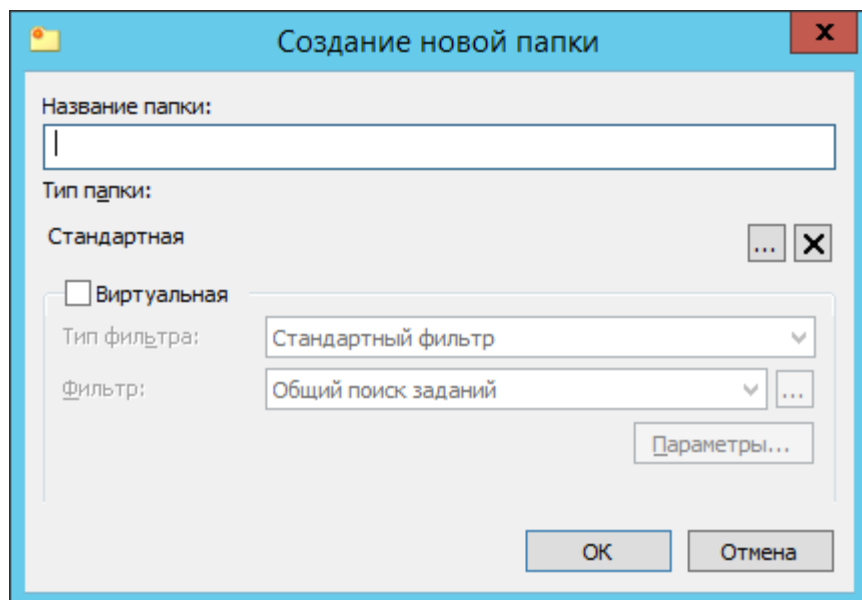 Создание новой папки
Название папки:
Тип папки:
Стандартная
...
Виртуальная
Тип фильтра:
Стандартный фильтр
Фильтр:
Общий поиск заданий
...
Параметры...
ОК
Отмена